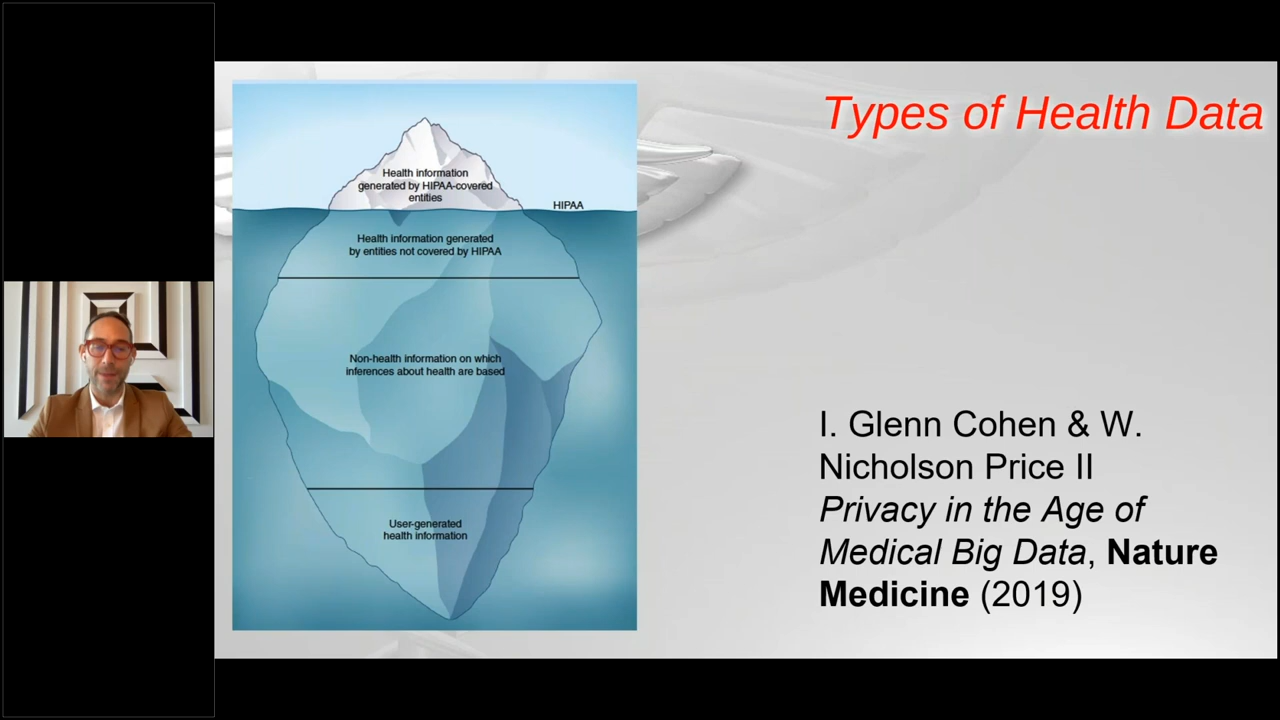 Types of Health Data
Health information
generated by HIPAA-covered
entities
HIPAA
Health information generated
by entities not covered by HIPAA
Non-health information on which
inferences about health are based
User-generated
health information
I. Glenn Cohen & W.
Nicholson Price II
Privacy in the Age of
Medical Big Data, Nature
Medicine (2019)